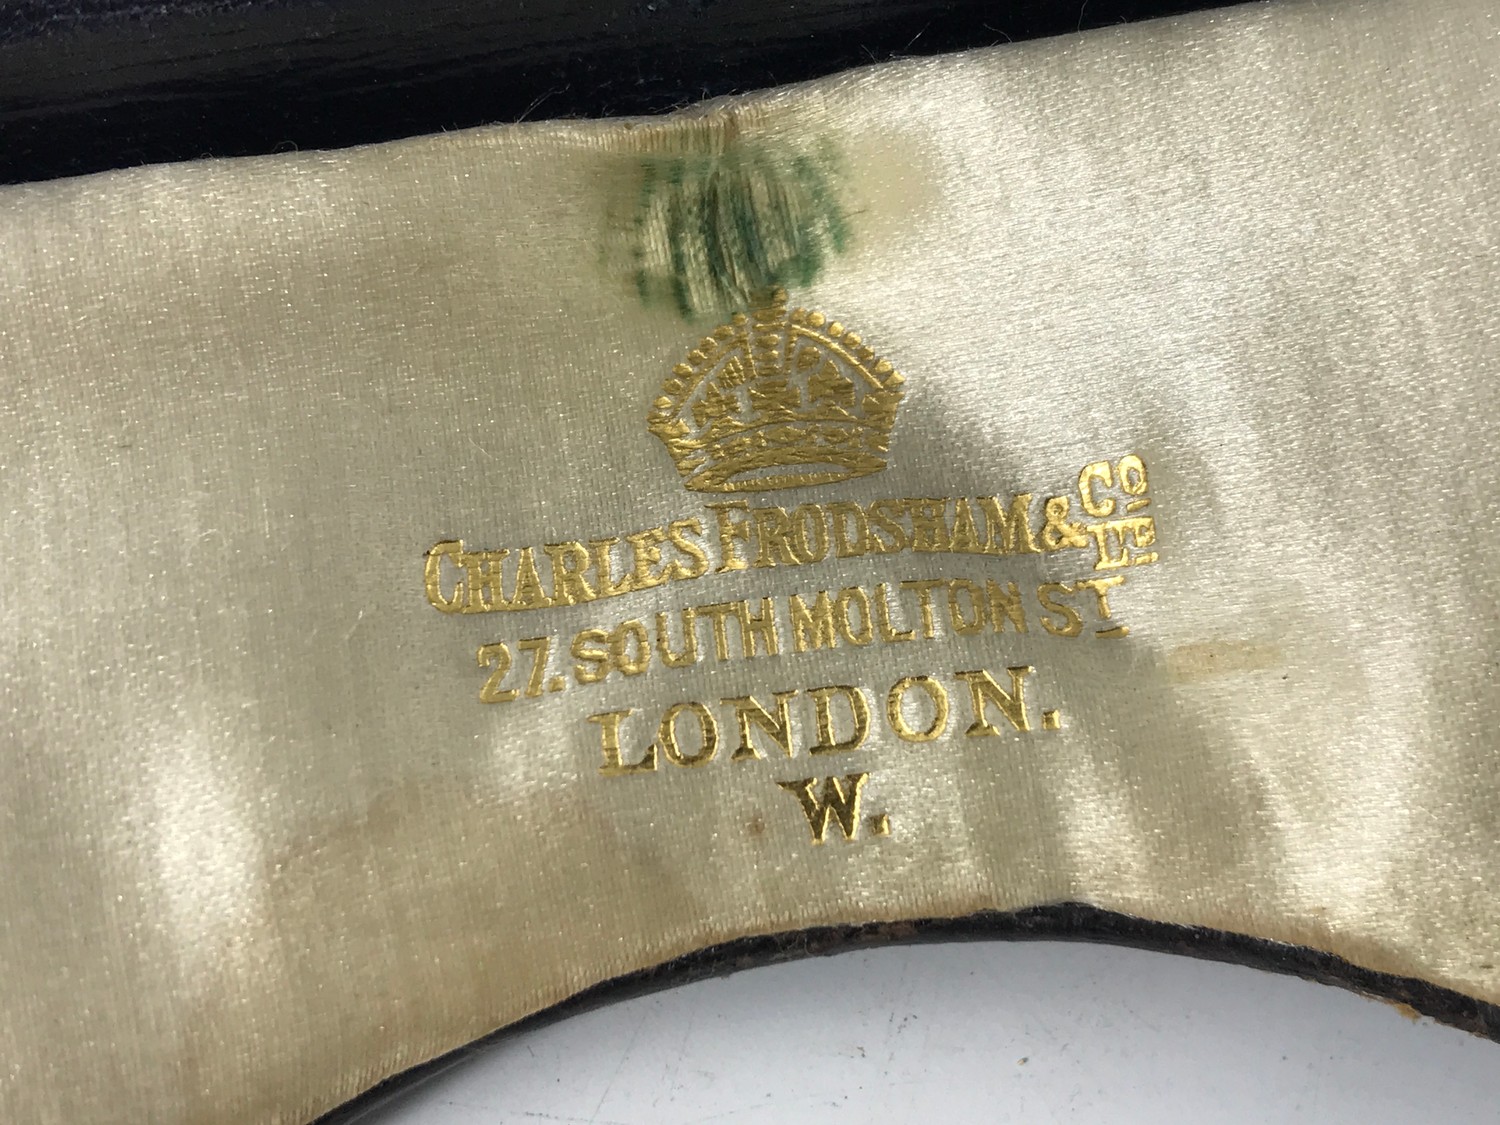 CHARLES FRODSHAM & Co LTD
27. SOUTH MOLTON ST
LONDON.
W.